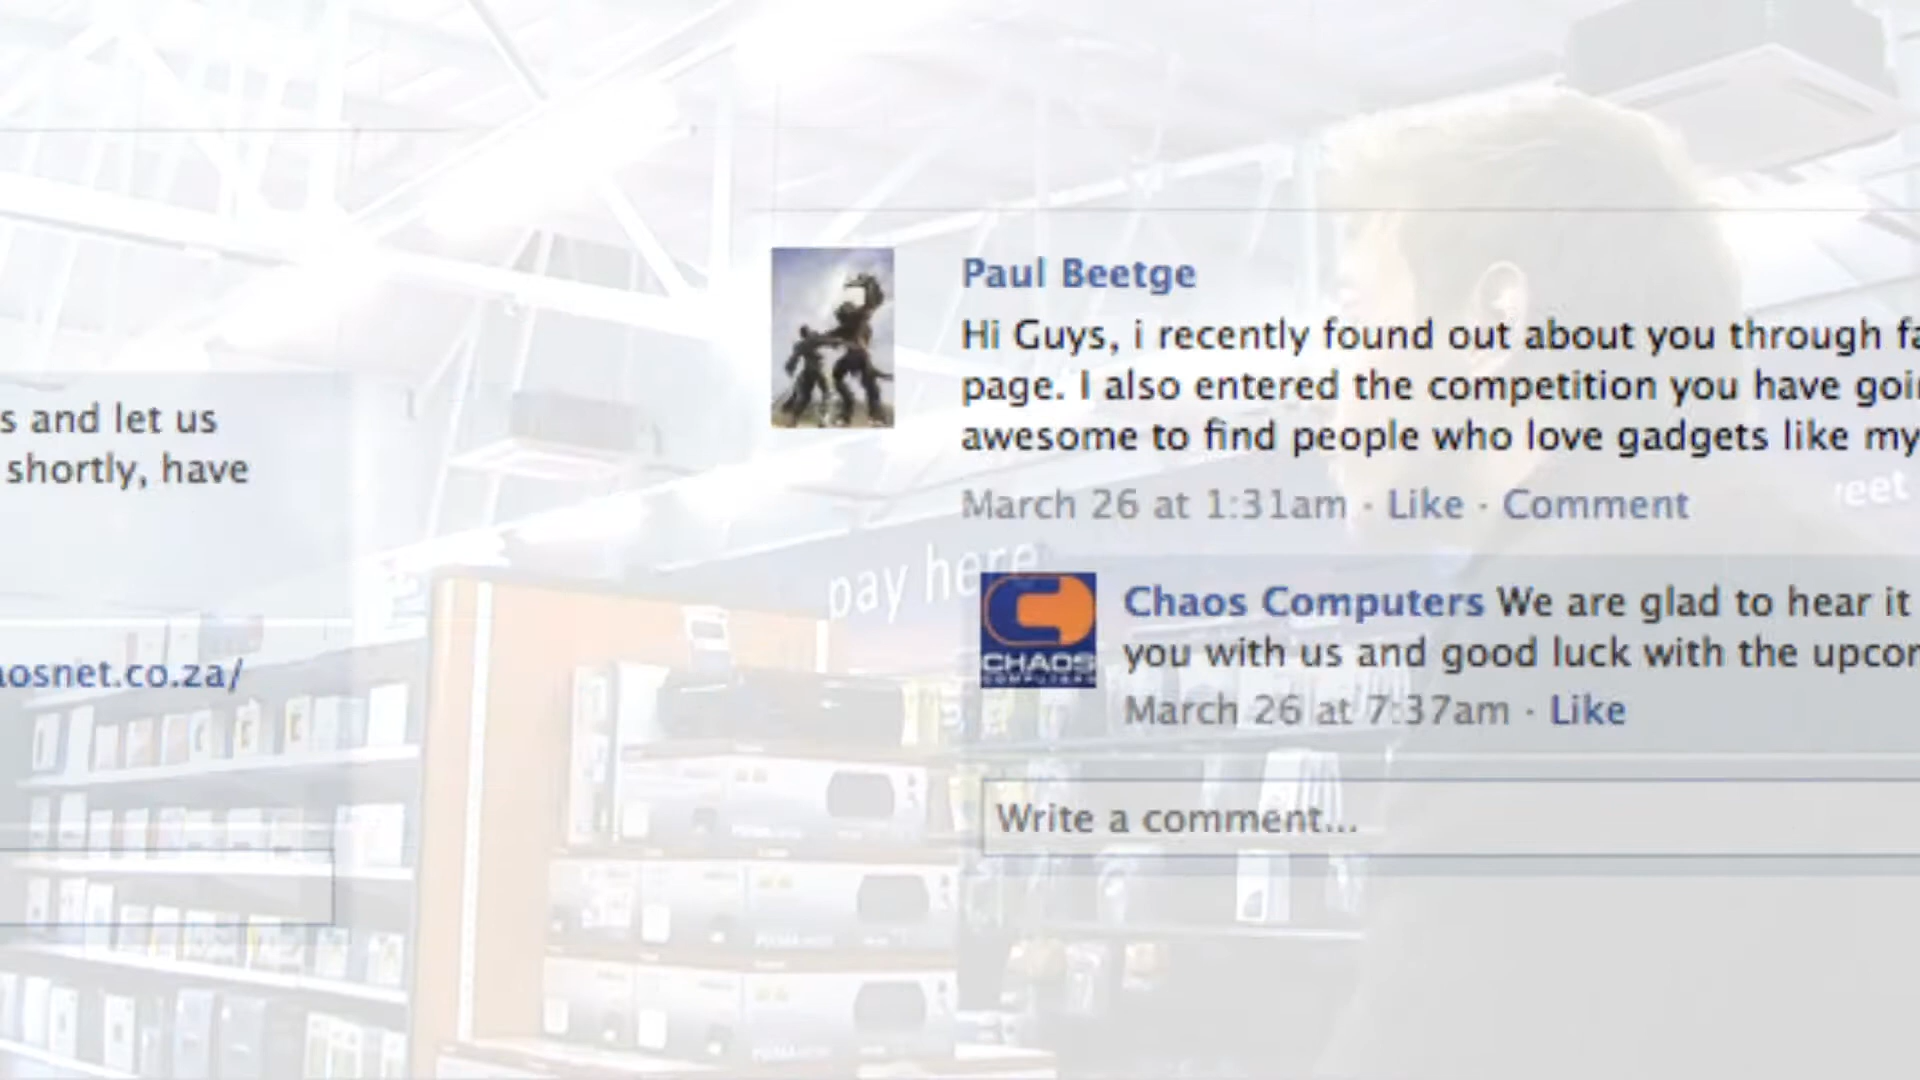 s and let us
shortly, have
aosnet.co.za/
Paul Beetge
Hi Guys, i recently found out about you through fa
page. I also entered the competition you have goin
awesome to find people who love gadgets like my
March 26 at 1:31am · Like · Comment
reet
pay here
CHAOS
COMPUTERS
Chaos Computers We are glad to hear it
you with us and good luck with the upcom
March 26 at 7:37am · Like
Write a comment...